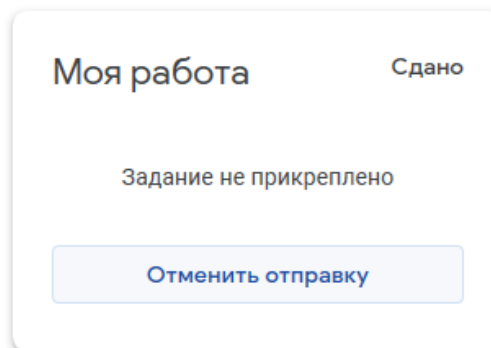 Моя работа
Сдано
Задание не прикреплено
Отменить отправку